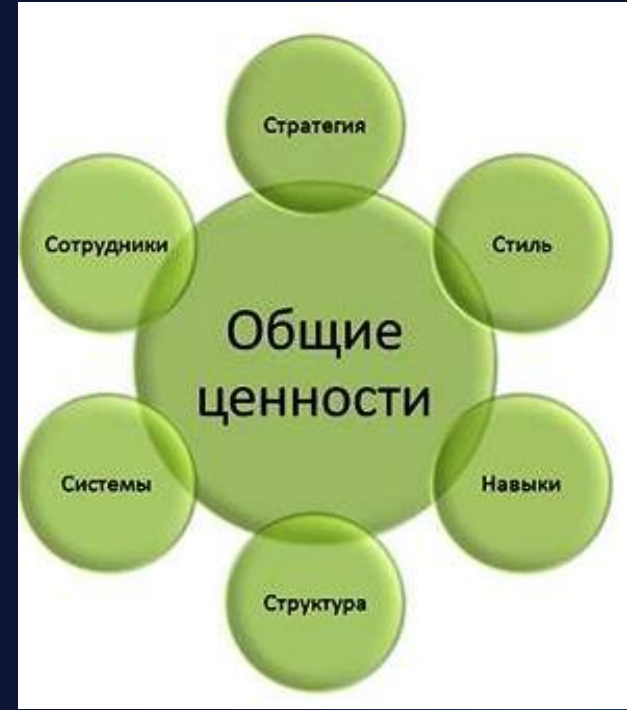 Стратегия
Сотрудники
Стиль
Общие
ценности
Системы
Навыки
Структура